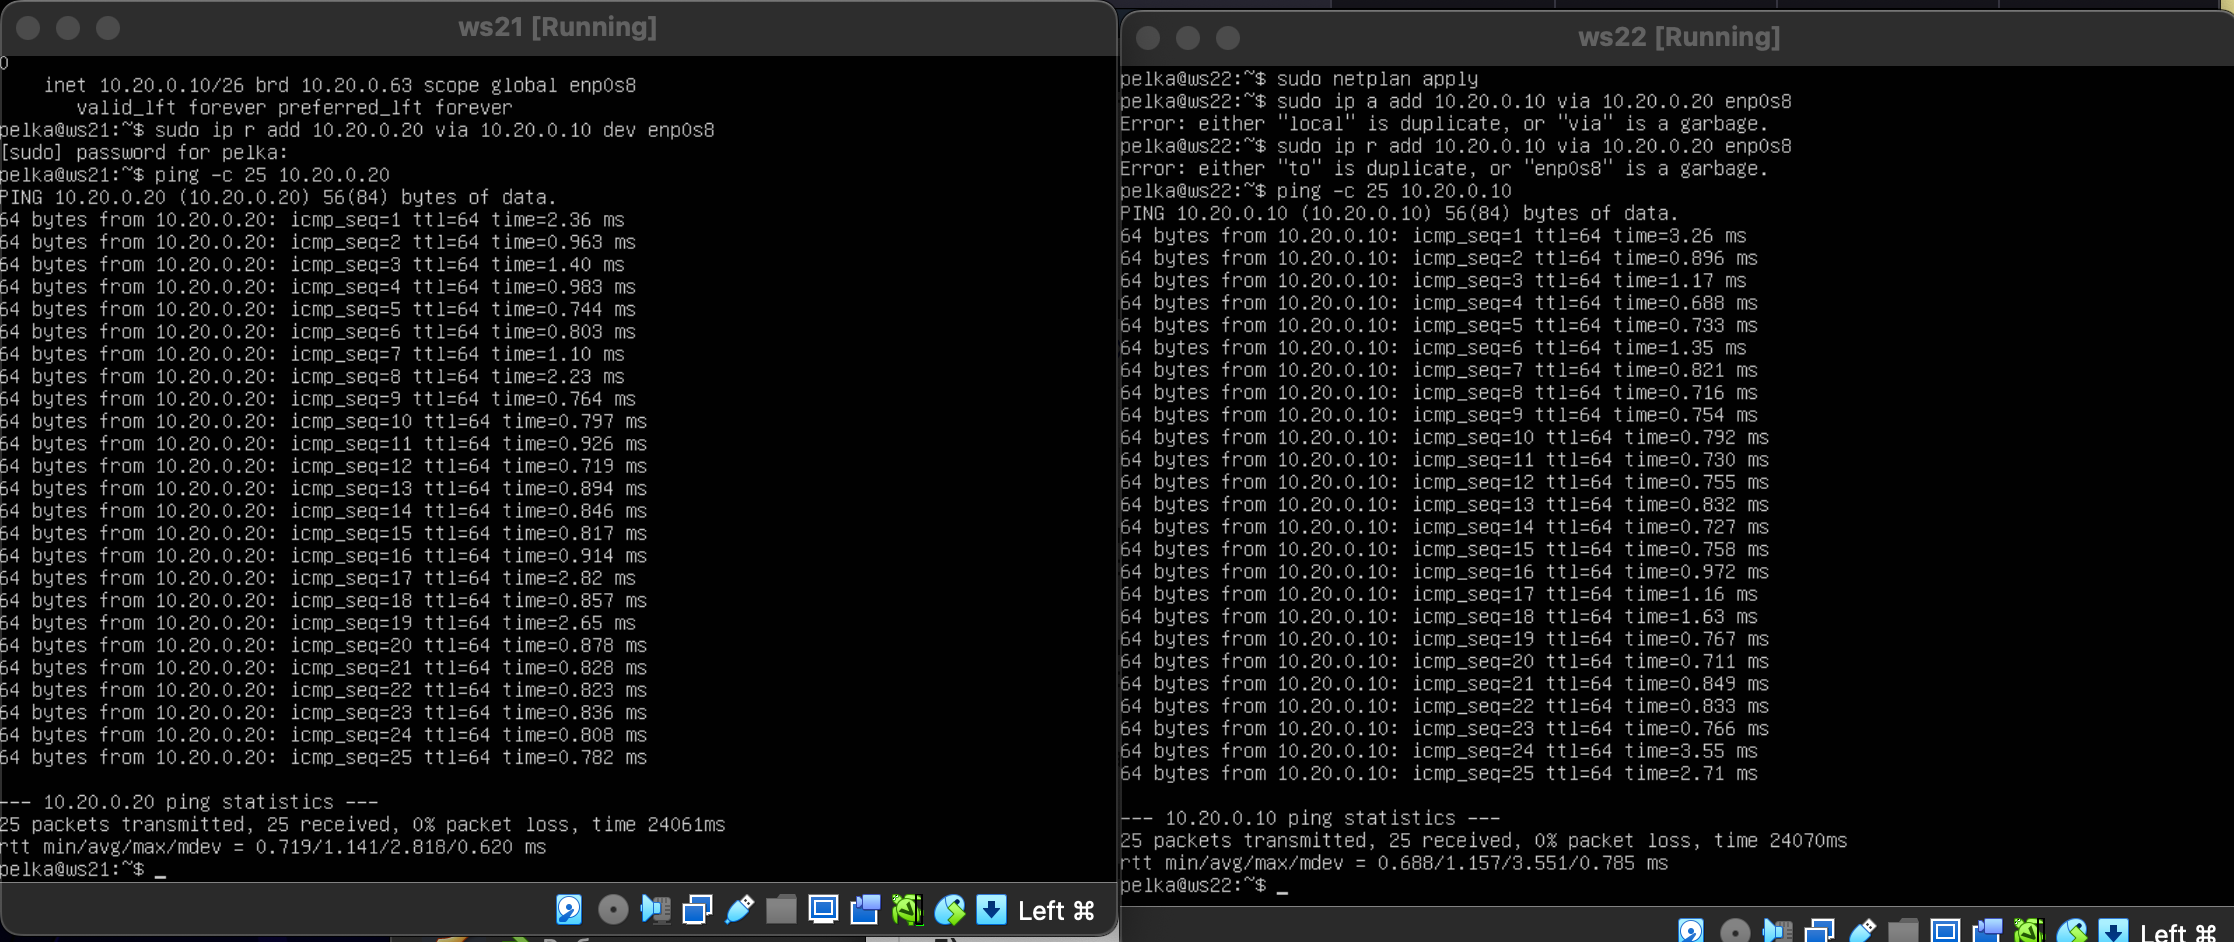 ws21 [Running]
0
    inet 10.20.0.10/26 brd 10.20.0.63 scope global enp0s8
       valid_lft forever preferred_lft forever
pelka@ws21:~$ sudo ip r add 10.20.0.20 via 10.20.0.10 dev enp0s8
[sudo] password for pelka:
pelka@ws21:~$ ping -c 25 10.20.0.20
PING 10.20.0.20 (10.20.0.20) 56(84) bytes of data.
64 bytes from 10.20.0.20: icmp_seq=1 ttl=64 time=2.36 ms
64 bytes from 10.20.0.20: icmp_seq=2 ttl=64 time=0.963 ms
64 bytes from 10.20.0.20: icmp_seq=3 ttl=64 time=1.40 ms
64 bytes from 10.20.0.20: icmp_seq=4 ttl=64 time=0.983 ms
64 bytes from 10.20.0.20: icmp_seq=5 ttl=64 time=0.744 ms
64 bytes from 10.20.0.20: icmp_seq=6 ttl=64 time=0.803 ms
64 bytes from 10.20.0.20: icmp_seq=7 ttl=64 time=1.10 ms
64 bytes from 10.20.0.20: icmp_seq=8 ttl=64 time=2.23 ms
64 bytes from 10.20.0.20: icmp_seq=9 ttl=64 time=0.764 ms
64 bytes from 10.20.0.20: icmp_seq=10 ttl=64 time=0.797 ms
64 bytes from 10.20.0.20: icmp_seq=11 ttl=64 time=0.926 ms
64 bytes from 10.20.0.20: icmp_seq=12 ttl=64 time=0.719 ms
64 bytes from 10.20.0.20: icmp_seq=13 ttl=64 time=0.894 ms
64 bytes from 10.20.0.20: icmp_seq=14 ttl=64 time=0.846 ms
64 bytes from 10.20.0.20: icmp_seq=15 ttl=64 time=0.817 ms
64 bytes from 10.20.0.20: icmp_seq=16 ttl=64 time=0.914 ms
64 bytes from 10.20.0.20: icmp_seq=17 ttl=64 time=2.82 ms
64 bytes from 10.20.0.20: icmp_seq=18 ttl=64 time=0.857 ms
64 bytes from 10.20.0.20: icmp_seq=19 ttl=64 time=2.65 ms
64 bytes from 10.20.0.20: icmp_seq=20 ttl=64 time=0.878 ms
64 bytes from 10.20.0.20: icmp_seq=21 ttl=64 time=0.828 ms
64 bytes from 10.20.0.20: icmp_seq=22 ttl=64 time=0.823 ms
64 bytes from 10.20.0.20: icmp_seq=23 ttl=64 time=0.836 ms
64 bytes from 10.20.0.20: icmp_seq=24 ttl=64 time=0.808 ms
64 bytes from 10.20.0.20: icmp_seq=25 ttl=64 time=0.782 ms

--- 10.20.0.20 ping statistics ---
25 packets transmitted, 25 received, 0% packet loss, time 24061ms
rtt min/avg/max/mdev = 0.719/1.141/2.818/0.620 ms
pelka@ws21:~$ _
Left ⌘
ws22 [Running]
pelka@ws22:~$ sudo netplan apply
pelka@ws22:~$ sudo ip a add 10.20.0.10 via 10.20.0.20 enp0s8
Error: either "local" is duplicate, or "via" is a garbage.
pelka@ws22:~$ sudo ip r add 10.20.0.10 via 10.20.0.20 enp0s8
Error: either "to" is duplicate, or "enp0s8" is a garbage.
pelka@ws22:~$ ping -c 25 10.20.0.10
PING 10.20.0.10 (10.20.0.10) 56(84) bytes of data.
64 bytes from 10.20.0.10: icmp_seq=1 ttl=64 time=3.26 ms
64 bytes from 10.20.0.10: icmp_seq=2 ttl=64 time=0.896 ms
64 bytes from 10.20.0.10: icmp_seq=3 ttl=64 time=1.17 ms
64 bytes from 10.20.0.10: icmp_seq=4 ttl=64 time=0.688 ms
64 bytes from 10.20.0.10: icmp_seq=5 ttl=64 time=0.733 ms
64 bytes from 10.20.0.10: icmp_seq=6 ttl=64 time=1.35 ms
64 bytes from 10.20.0.10: icmp_seq=7 ttl=64 time=0.821 ms
64 bytes from 10.20.0.10: icmp_seq=8 ttl=64 time=0.716 ms
64 bytes from 10.20.0.10: icmp_seq=9 ttl=64 time=0.754 ms
64 bytes from 10.20.0.10: icmp_seq=10 ttl=64 time=0.792 ms
64 bytes from 10.20.0.10: icmp_seq=11 ttl=64 time=0.730 ms
64 bytes from 10.20.0.10: icmp_seq=12 ttl=64 time=0.755 ms
64 bytes from 10.20.0.10: icmp_seq=13 ttl=64 time=0.832 ms
64 bytes from 10.20.0.10: icmp_seq=14 ttl=64 time=0.727 ms
64 bytes from 10.20.0.10: icmp_seq=15 ttl=64 time=0.758 ms
64 bytes from 10.20.0.10: icmp_seq=16 ttl=64 time=0.972 ms
64 bytes from 10.20.0.10: icmp_seq=17 ttl=64 time=1.16 ms
64 bytes from 10.20.0.10: icmp_seq=18 ttl=64 time=1.63 ms
64 bytes from 10.20.0.10: icmp_seq=19 ttl=64 time=0.767 ms
64 bytes from 10.20.0.10: icmp_seq=20 ttl=64 time=0.711 ms
64 bytes from 10.20.0.10: icmp_seq=21 ttl=64 time=0.849 ms
64 bytes from 10.20.0.10: icmp_seq=22 ttl=64 time=0.833 ms
64 bytes from 10.20.0.10: icmp_seq=23 ttl=64 time=0.766 ms
64 bytes from 10.20.0.10: icmp_seq=24 ttl=64 time=3.55 ms
64 bytes from 10.20.0.10: icmp_seq=25 ttl=64 time=2.71 ms

--- 10.20.0.10 ping statistics ---
25 packets transmitted, 25 received, 0% packet loss, time 24070ms
rtt min/avg/max/mdev = 0.688/1.157/3.551/0.785 ms
pelka@ws22:~$ _
Left ⌘